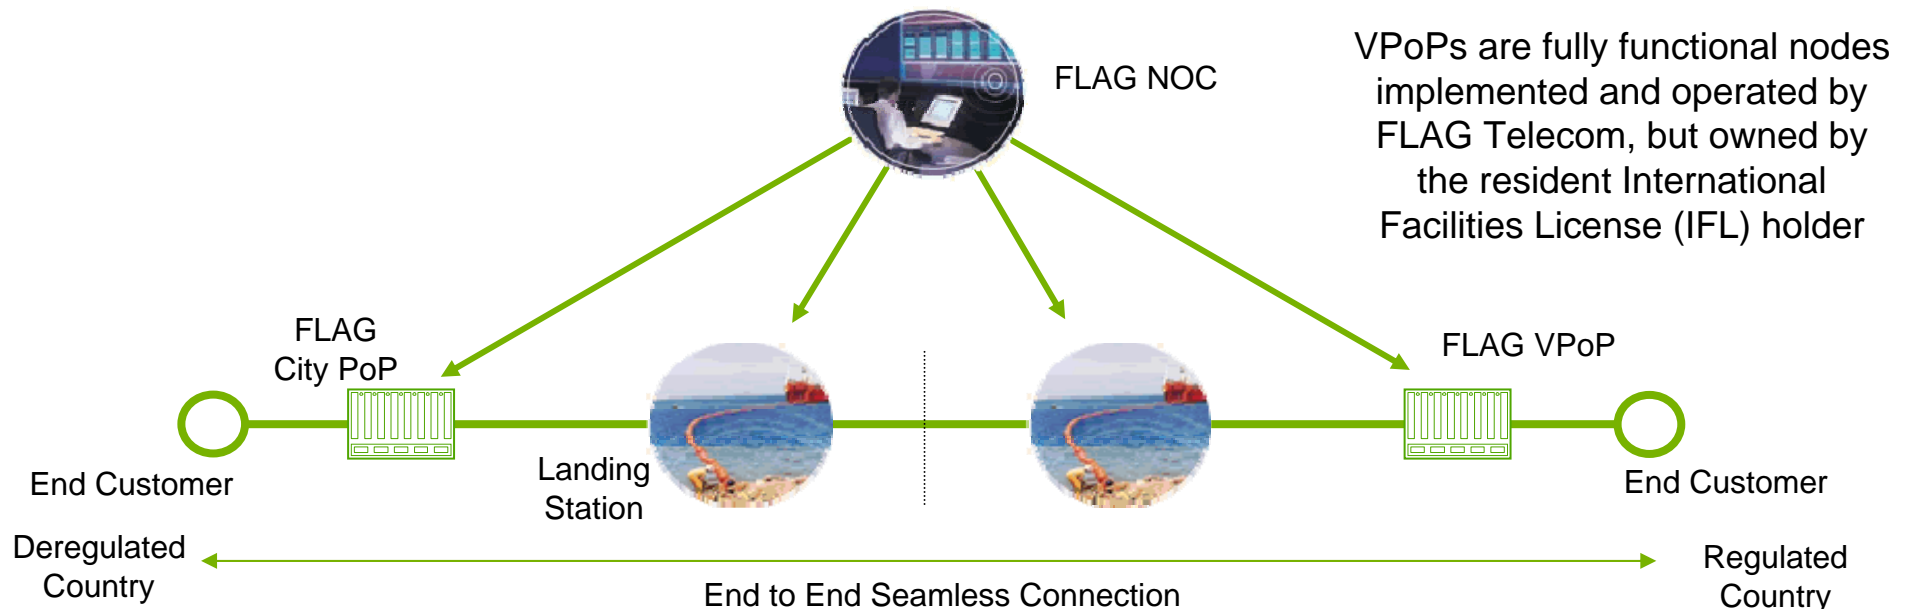 FLAG NOC
VPoPs are fully functional nodes
implemented and operated by
FLAG Telecom, but owned by
the resident International
Facilities License (IFL) holder
FLAG
City PoP
FLAG VPoP
End Customer
Landing
Station
End Customer
Deregulated
Country
End to End Seamless Connection
Regulated
Country